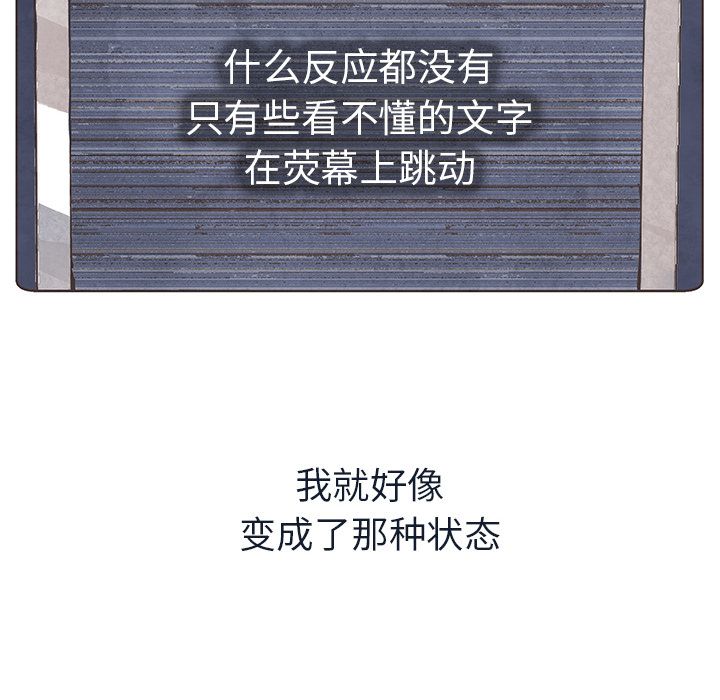 什么反应都没有
只有些看不懂的文字
在荧幕上跳动
我就好像
变成了那种状态